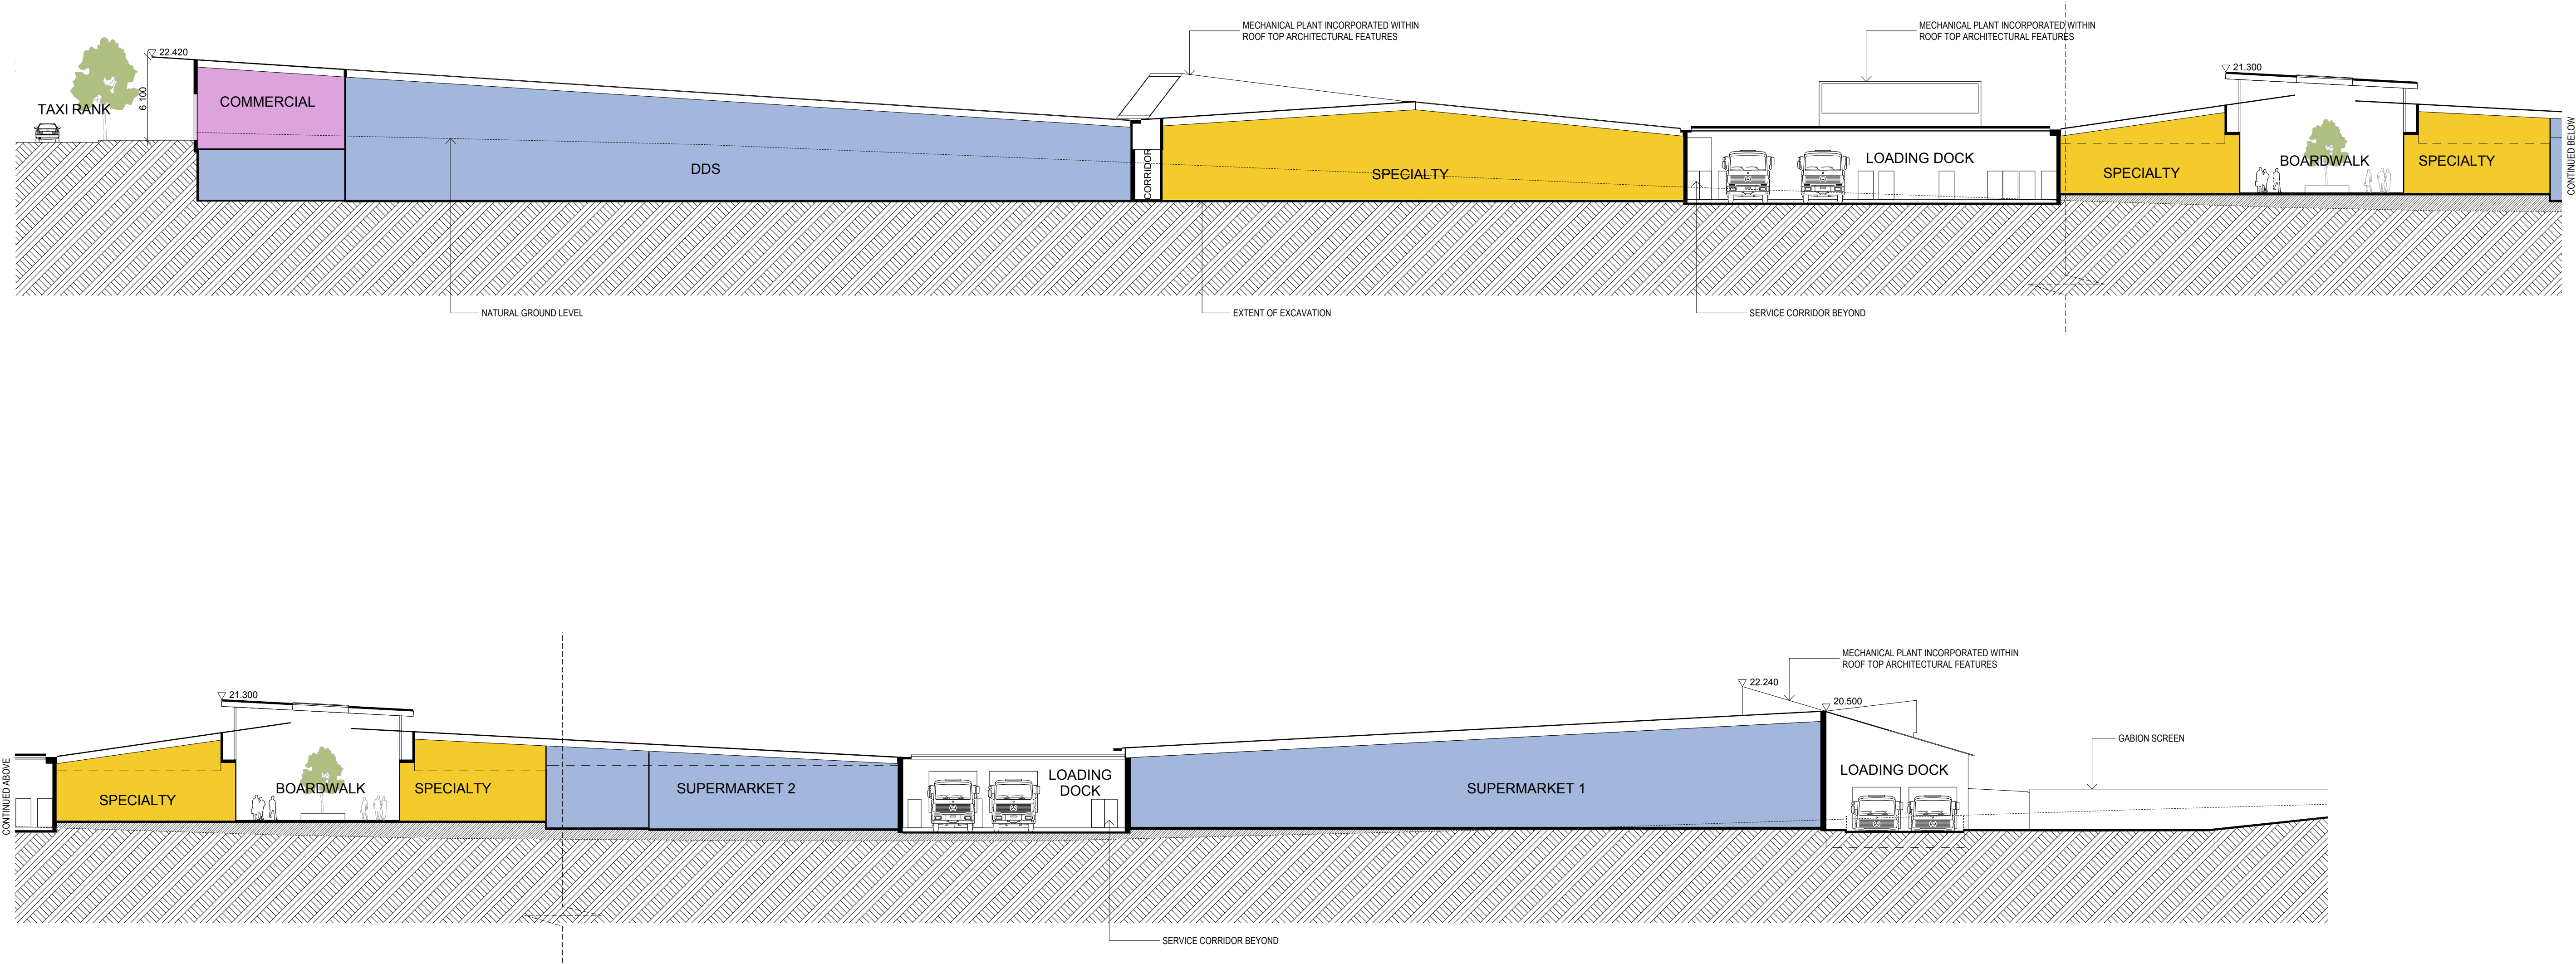 MECHANICAL PLANT INCORPORATED WITHIN
ROOF TOP ARCHITECTURAL FEATURES
MECHANICAL PLANT INCORPORATED WITHIN
ROOF TOP ARCHITECTURAL FEATURES
22.420
21.300
6 100
TAXI RANK
COMMERCIAL
DDS
CORRIDOR
SPECIALTY
LOADING DOCK
SPECIALTY
BOARDWALK
SPECIALTY
CONTINUED BELOW
NATURAL GROUND LEVEL
EXTENT OF EXCAVATION
SERVICE CORRIDOR BEYOND
MECHANICAL PLANT INCORPORATED WITHIN
ROOF TOP ARCHITECTURAL FEATURES
22.240
21.300
20.500
GABION SCREEN
CONTINUED ABOVE
SPECIALTY
BOARDWALK
SPECIALTY
SUPERMARKET 2
LOADING
DOCK
SUPERMARKET 1
LOADING DOCK
SERVICE CORRIDOR BEYOND